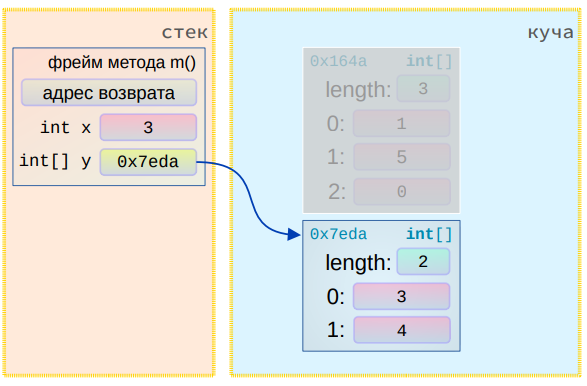 стек
фрейм метода m()
адрес возврата
int x 3
int[] y 0x7eda
куча
0x164a int[]
length: 3
0: 1
1: 5
2: 0
0x7eda int[]
length: 2
0: 3
1: 4